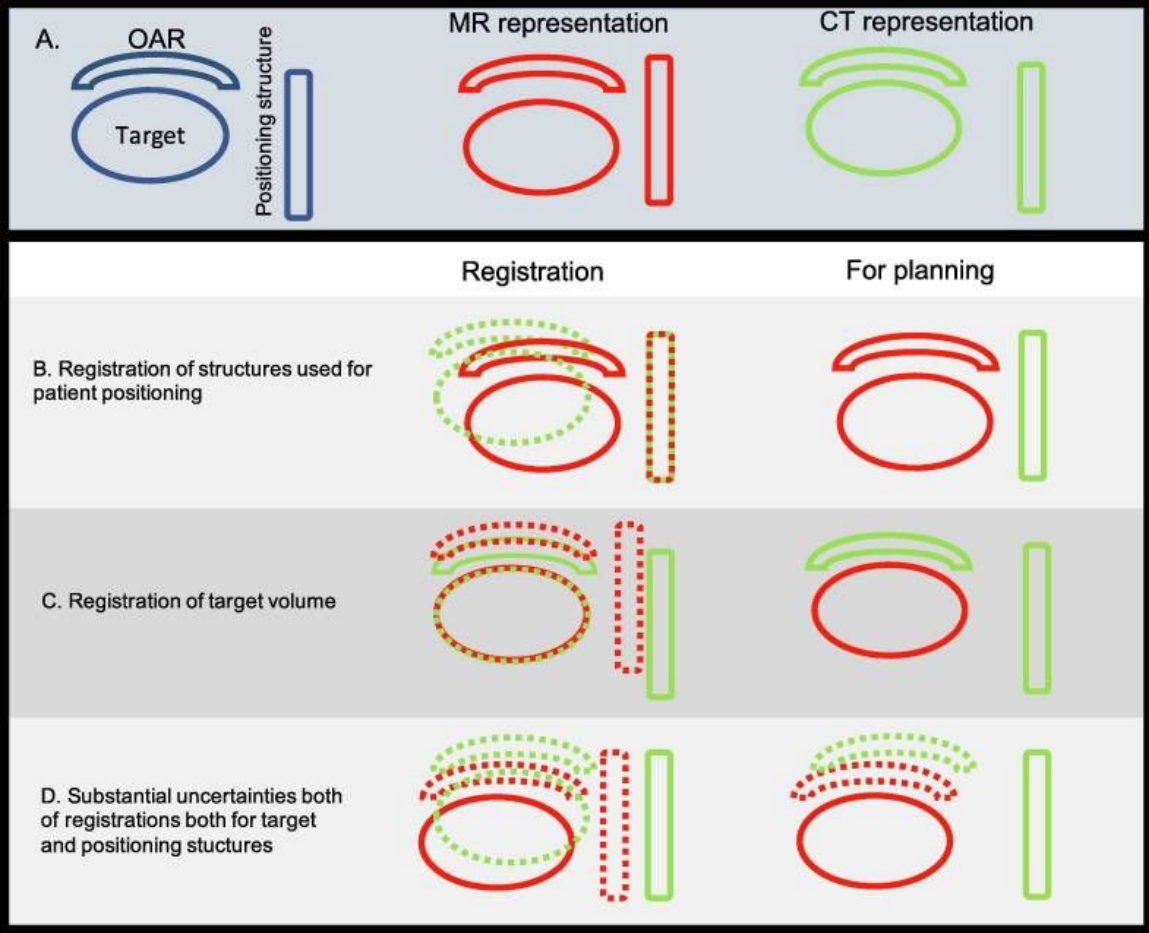 A.
OAR
Target
Positioning structure
MR representation
CT representation
Registration
For planning
B. Registration of structures used for
patient positioning
C. Registration of target volume
D. Substantial uncertainties both
of registrations both for target
and positioning stuctures